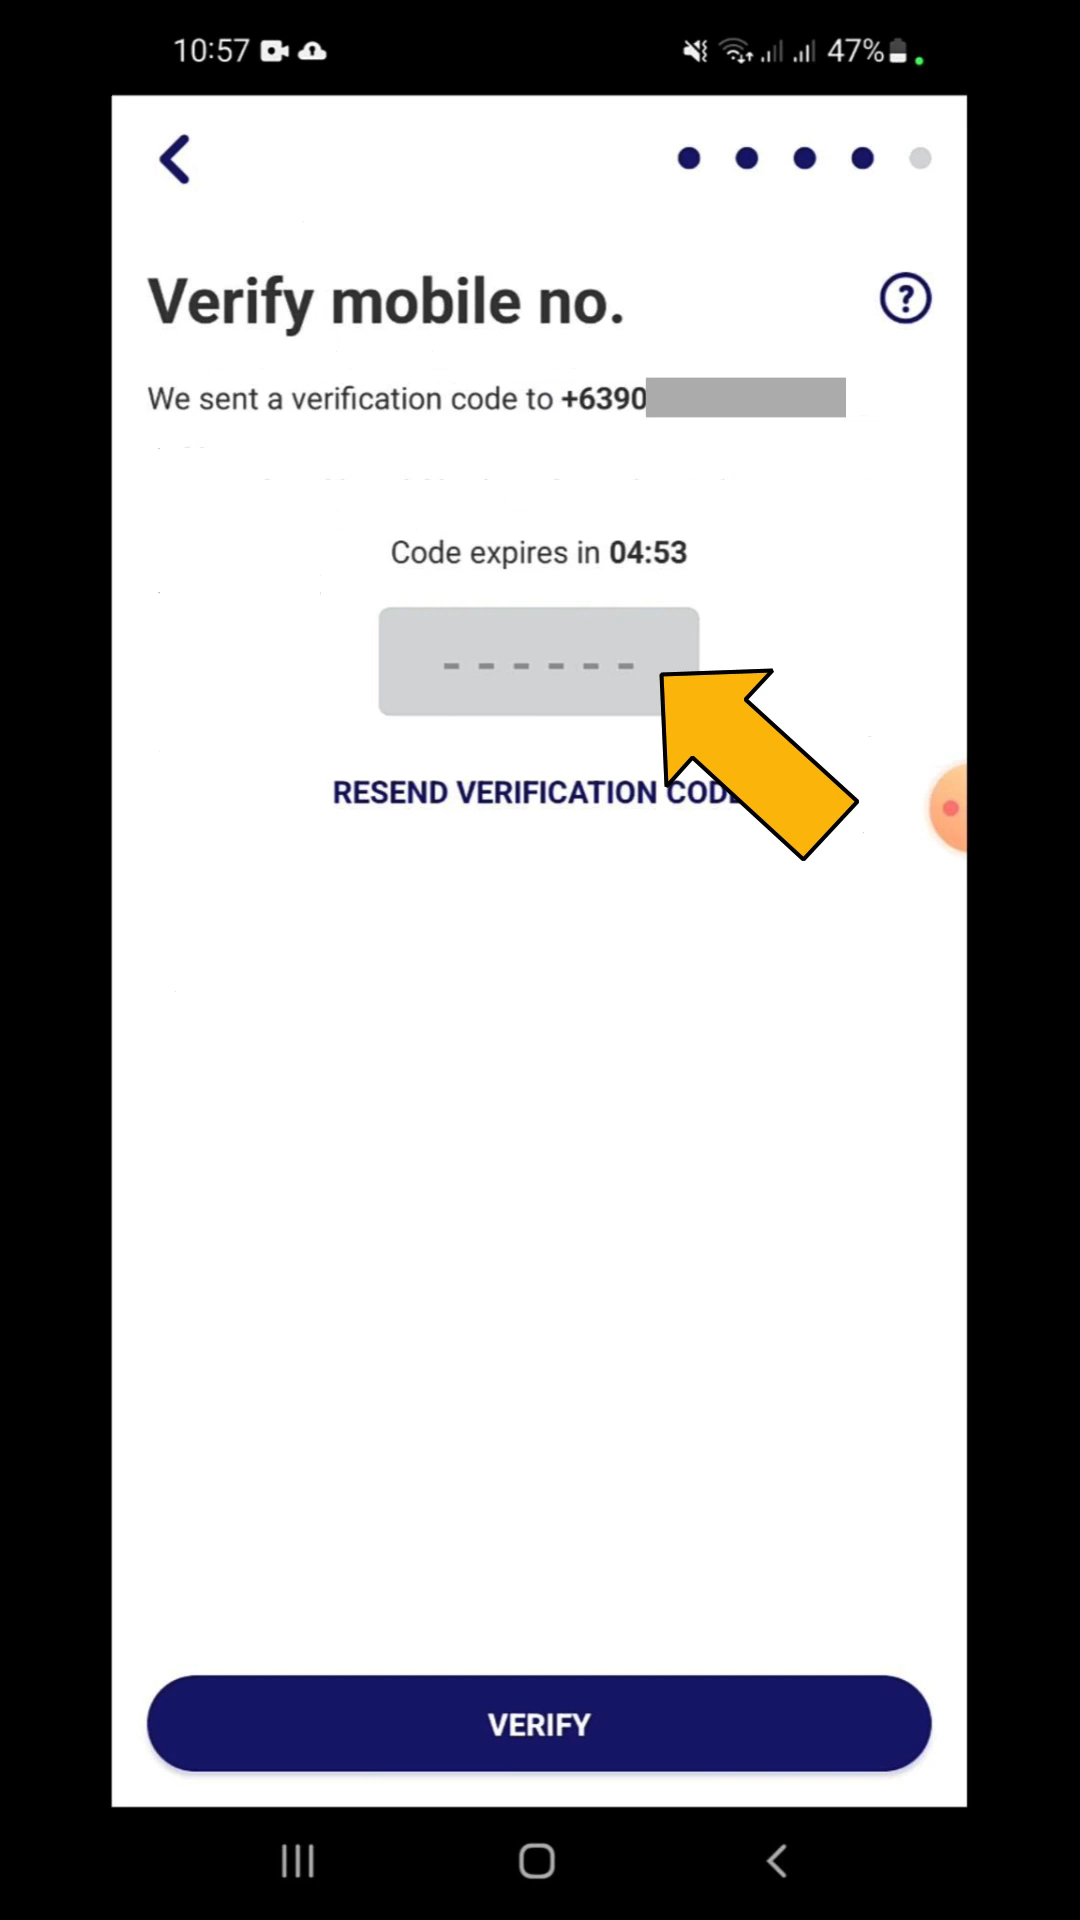 10:57
47%
Verify mobile no.
?
We sent a verification code to +6390
Code expires in 04:53
- - - - - -
RESEND VERIFICATION CODE
VERIFY